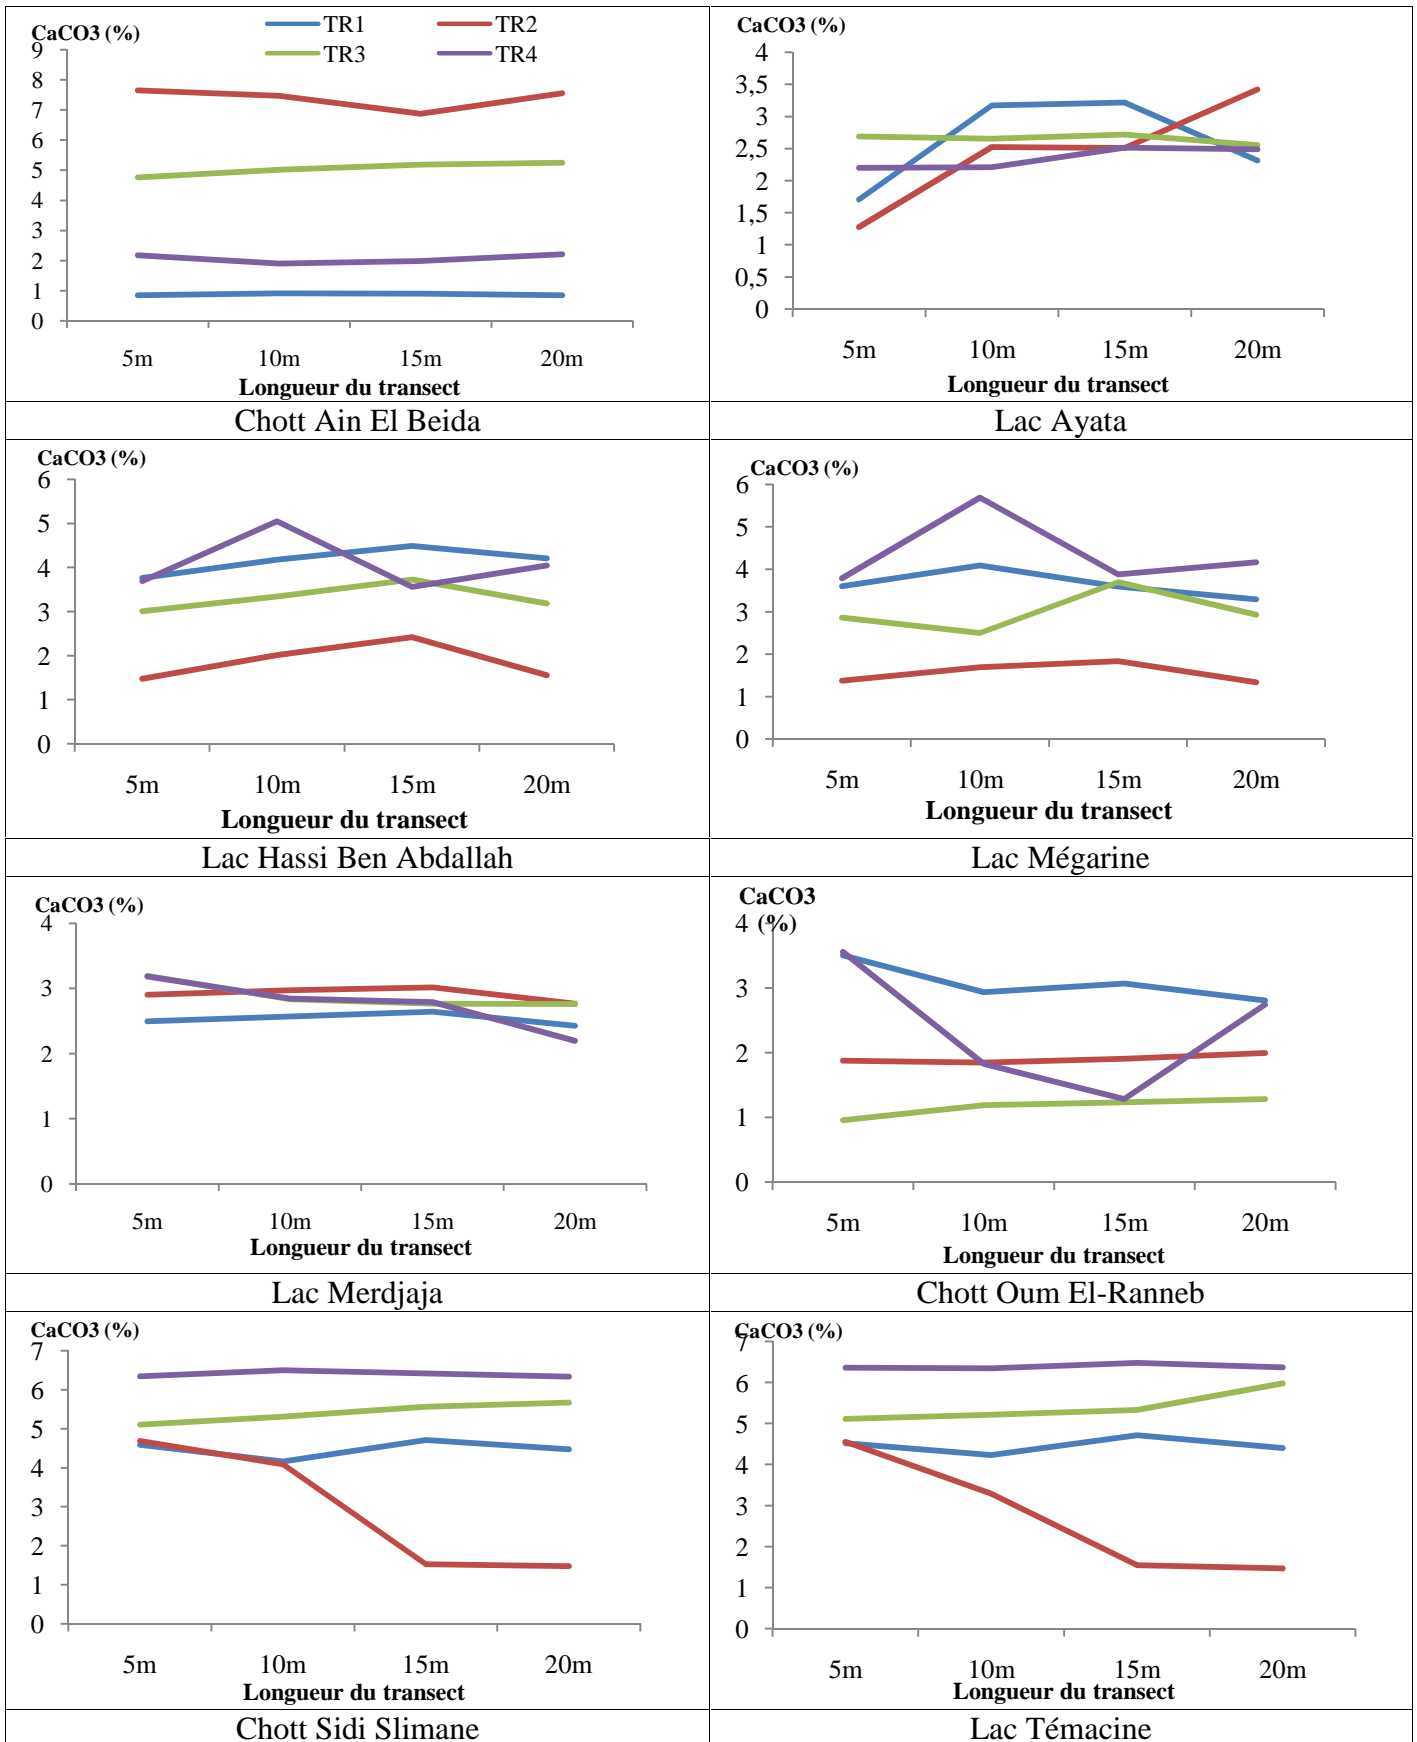 CaCO3 (%)
TR1 TR2
TR3 TR4
9
8
7
6
5
4
3
2
1
0
5m 10m 15m 20m
Longueur du transect
Chott Ain El Beida
CaCO3 (%)
4
3,5
3
2,5
2
1,5
1
0,5
0
5m 10m 15m 20m
Longueur du transect
Lac Ayata
CaCO3 (%)
6
5
4
3
2
1
0
5m 10m 15m 20m
Longueur du transect
Lac Hassi Ben Abdallah
CaCO3 (%)
6
5
4
3
2
1
0
5m 10m 15m 20m
Longueur du transect
Lac Mégarine
CaCO3 (%)
4
3
2
1
0
5m 10m 15m 20m
Longueur du transect
Lac Merdjaja
CaCO3
(%)
4
3
2
1
0
5m 10m 15m 20m
Longueur du transect
Chott Oum El-Ranneb
CaCO3 (%)
7
6
5
4
3
2
1
0
5m 10m 15m 20m
Longueur du transect
Chott Sidi Slimane
CaCO3 (%)
7
6
5
4
3
2
1
0
5m 10m 15m 20m
Longueur du transect
Lac Témacine